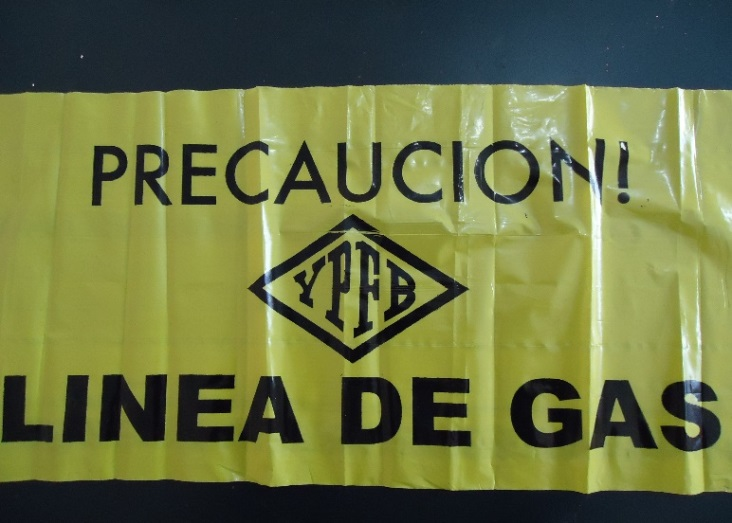 PRECAUCION!
YPFB
LINEA DE GAS